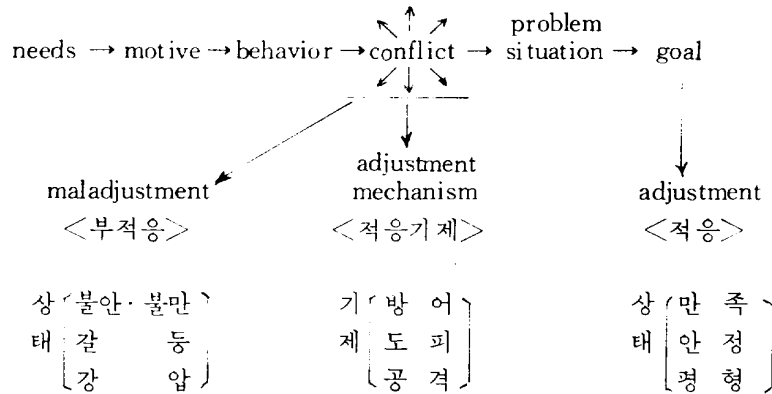 problem
needs → motive → behavior → conflict → situation → goal
adjustment
maladjustment mechanism adjustment
<부적응> <적응기제> <적응>
상 불안·불만 기 방 어 상 만 족
태 갈 등 제 도 피 태 안 정
강 압 공 격 평 형